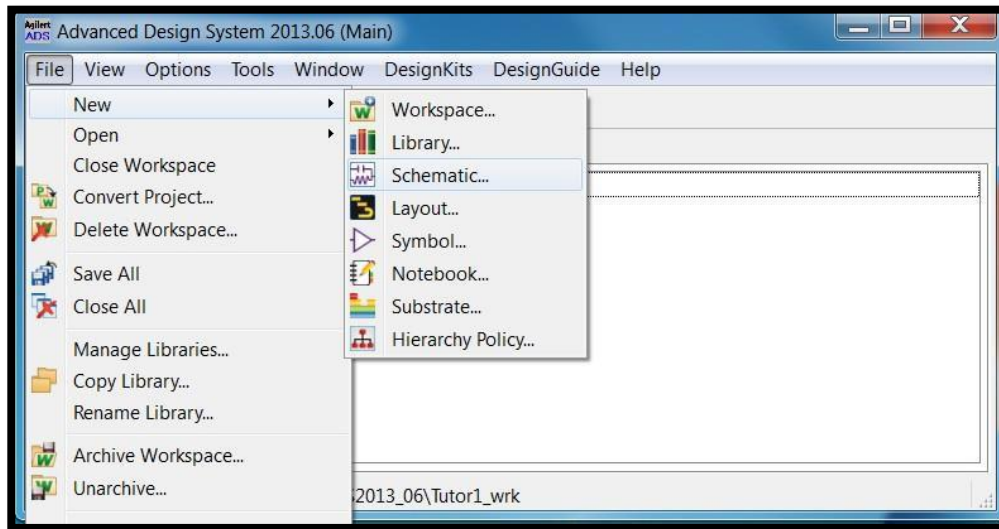 Agilent ADS Advanced Design System 2013.06 (Main)
File View Options Tools Window DesignKits DesignGuide Help
New
Open
Close Workspace
Convert Project...
Delete Workspace...
Save All
Close All
Manage Libraries...
Copy Library...
Rename Library...
Archive Workspace...
Unarchive...
Workspace...
Library...
Schematic...
Layout...
Symbol...
Notebook...
Substrate...
Hierarchy Policy...
2013_06\Tutor1_wrk